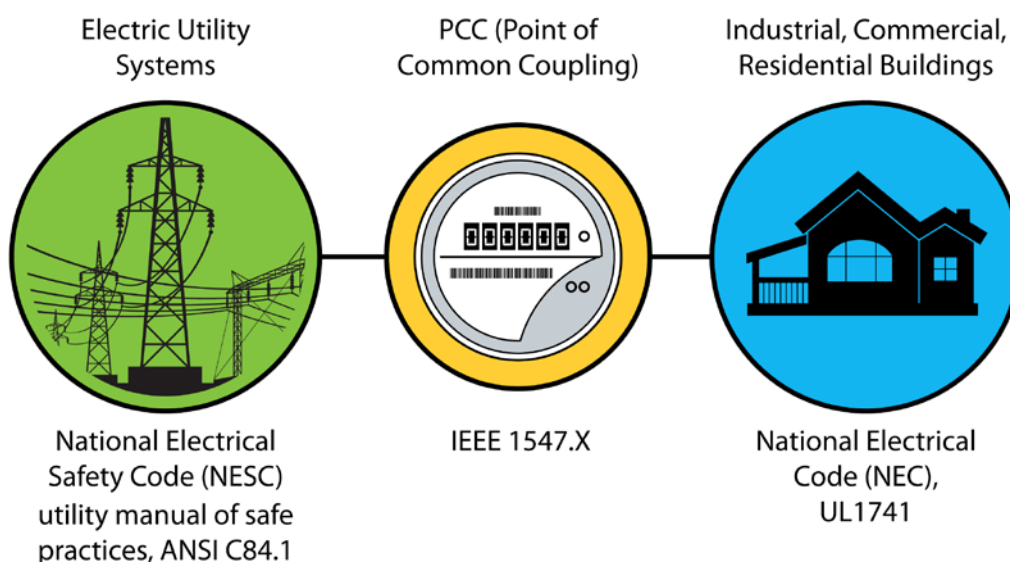 Electric Utility
Systems
PCC (Point of
Common Coupling)
Industrial, Commercial,
Residential Buildings
National Electrical
Safety Code (NESC)
utility manual of safe
practices, ANSI C84.1
IEEE 1547.X
National Electrical
Code (NEC),
UL1741